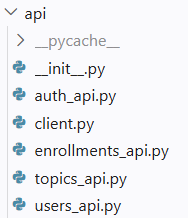 api
__pycache__
__init__.py
auth_api.py
client.py
enrollments_api.py
topics_api.py
users_api.py